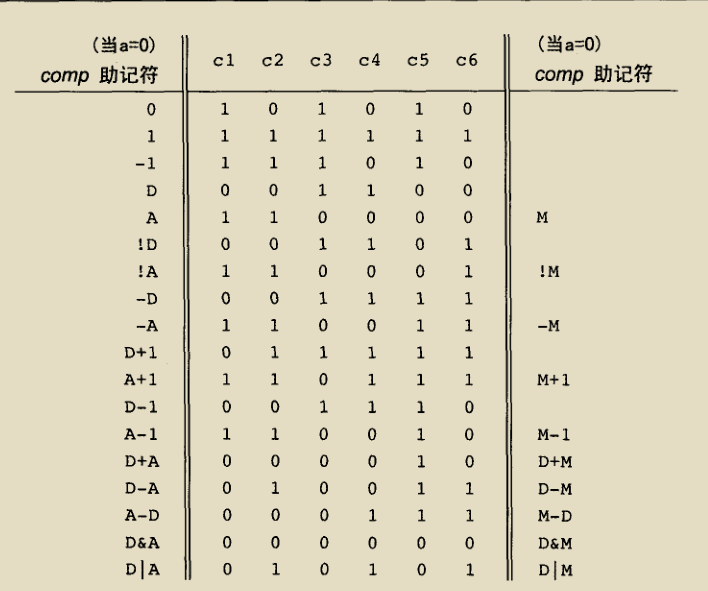 (当a=0) c1 c2 c3 c4 c5 c6 (当a=0)
comp 助记符 comp 助记符
0 1 0 1 0 1 0
1 1 1 1 1 1 1
-1 1 1 1 0 1 0
D 0 0 1 1 0 0
A 1 1 0 0 0 0 M
!D 0 0 1 1 0 1
!A 1 1 0 0 0 1 !M
-D 0 0 1 1 1 1
-A 1 1 0 0 1 1 -M
D+1 0 1 1 1 1 1
A+1 1 1 0 1 1 1 M+1
D-1 0 0 1 1 1 0
A-1 1 1 0 0 1 0 M-1
D+A 0 0 0 0 1 0 D+M
D-A 0 1 0 0 1 1 D-M
A-D 0 0 0 1 1 1 M-D
D&A 0 0 0 0 0 0 D&M
D|A 0 1 0 1 0 1 D|M